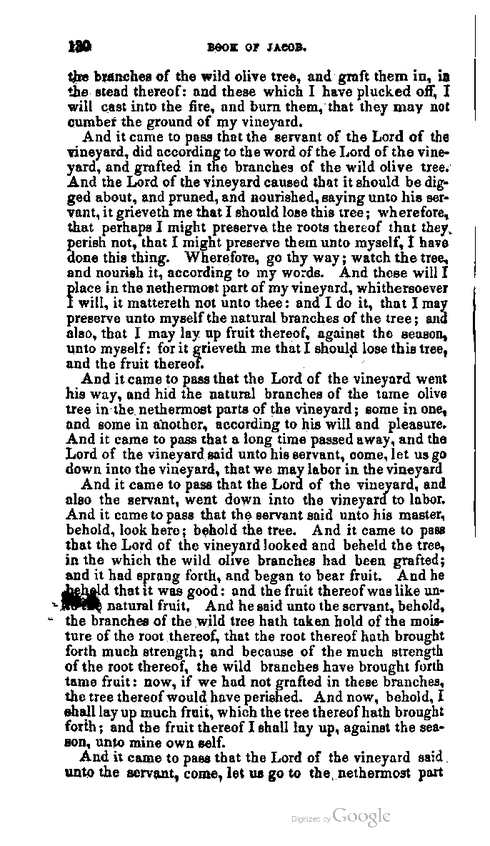 130 BOOK OF JACOB.
the branches of the wild olive tree, and graft them in, in
the stead thereof: and these which I have plucked off, I
will cast into the fire, and burn them, that they may not
cumber the ground of my vineyard.
And it came to pass that the servant of the Lord of the
vineyard, did according to the word of the Lord of the vine-
yard, and grafted in the branches of the wild olive tree.
And the Lord of the vineyard caused that it should be dig-
ged about, and pruned, and nourished, saying unto his ser-
vant, it grieveth me that I should lose this tree; wherefore,
that perhaps I might preserve the roots thereof that they
perish not, that I might preserve them unto myself, I have
done this thing. Wherefore, go thy way; watch the tree,
and nourish it, according to my words. And these will I
place in the nethermost part of my vineyard, whithersoever
I will, it mattereth not unto thee: and I do it, that I may
preserve unto myself the natural branches of the tree; and
also, that I may lay up fruit thereof, against the season,
unto myself: for it grieveth me that I should lose this tree,
and the fruit thereof.
And it came to pass that the Lord of the vineyard went
his way, and hid the natural branches of the tame olive
tree in the nethermost parts of the vineyard; some in one,
and some in another, according to his will and pleasure.
And it came to pass that a long time passed away, and the
Lord of the vineyard said unto his servant, come, let us go
down into the vineyard, that we may labor in the vineyard
And it came to pass that the Lord of the vineyard, and
also the servant, went down into the vineyard to labor.
And it came to pass that the servant said unto his master,
behold, look here; behold the tree. And it came to pass
that the Lord of the vineyard looked and beheld the tree,
in the which the wild olive branches had been grafted;
and it had sprang forth, and began to bear fruit. And he
behold that it was good: and the fruit thereof was like un-
natural fruit. And he said unto the servant, behold,
the branches of the wild tree hath taken hold of the mois-
ture of the root thereof, that the root thereof hath brought
forth much strength; and because of the much strength
of the root thereof, the wild branches have brought forth
tame fruit: now, if we had not grafted in these branches,
the tree thereof would have perished. And now, behold, I
shall lay up much fruit, which the tree thereof hath brought
forth; and the fruit thereof I shall lay up, against the sea-
son, unto mine own self.
And it came to pass that the Lord of the vineyard said
unto the servant, come, let us go to the nethermost part
Digitized by Google